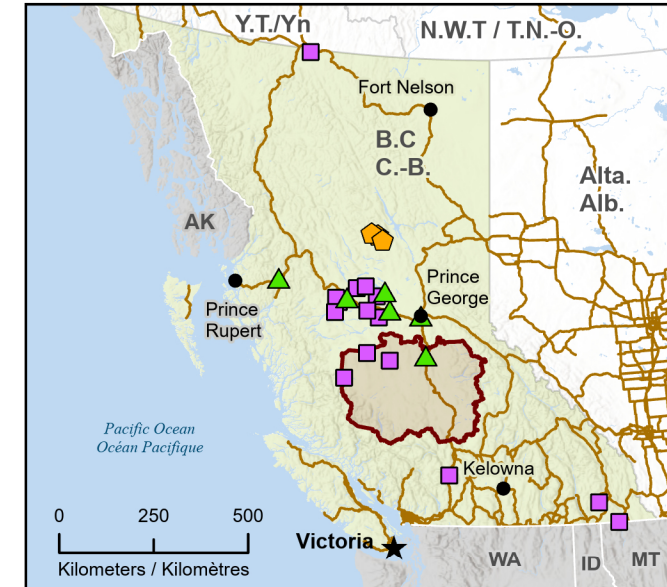 Y.T./Yn
N.W.T / T.N.-O.
Fort Nelson
B.C
C.-B.
Alta.
Alb.
AK
Prince
George
Prince
Rupert
Pacific Ocean
Océan Pacifique
Kelowna
0 250 500
Kilometers / Kilomètres
Victoria
WA
ID
MT